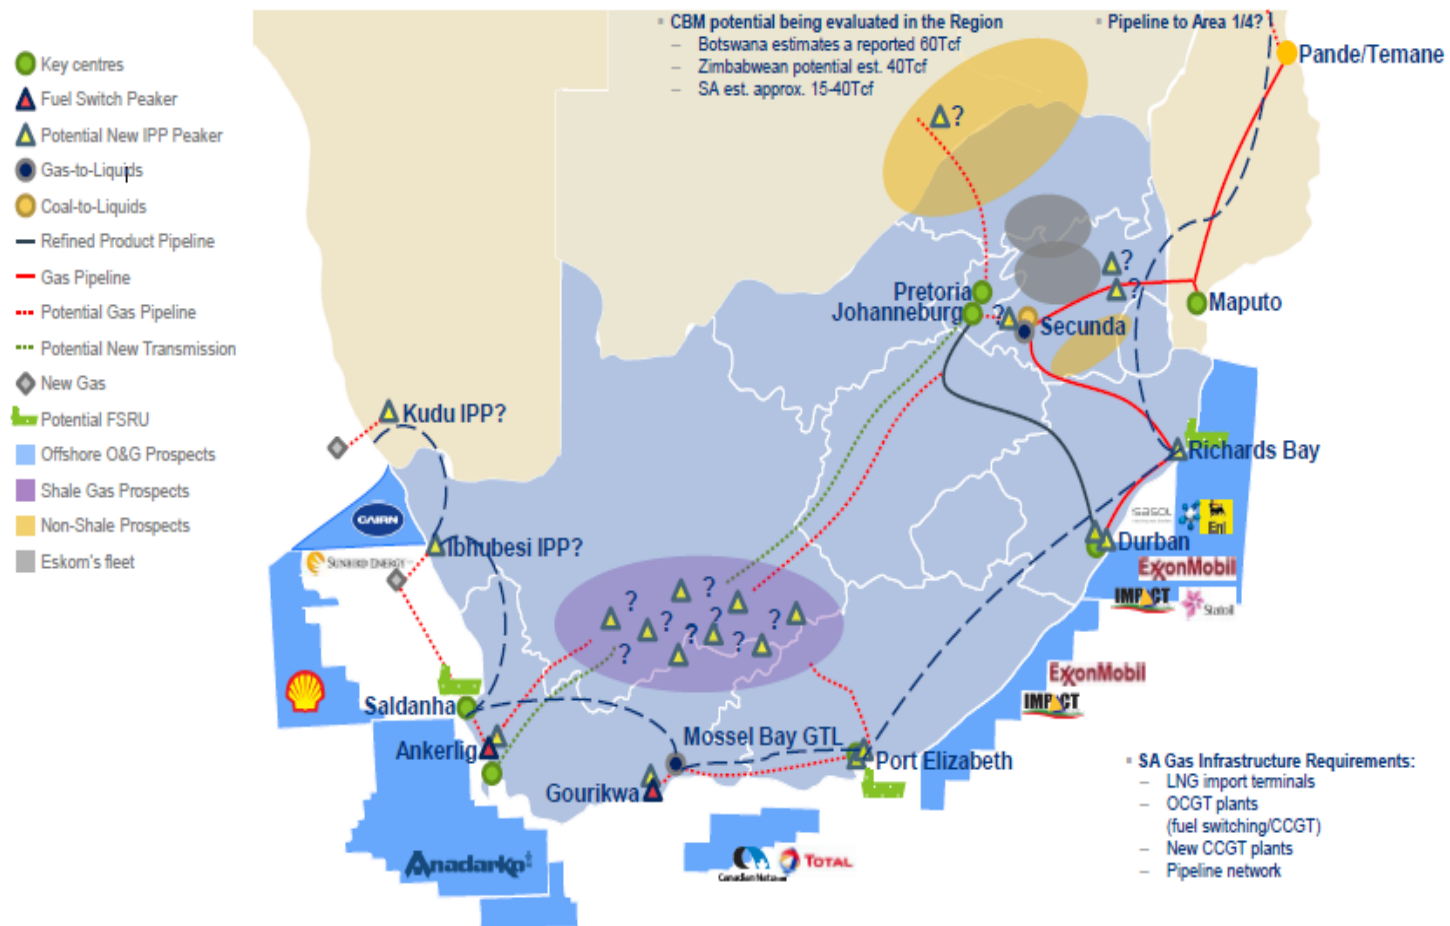 ▪ CBM potential being evaluated in the Region
– Botswana estimates a reported 60Tcf
– Zimbabwean potential est. 40Tcf
– SA est. approx. 15-40Tcf
▪ Pipeline to Area 1/4?
Pande/Temane
Key centres
Fuel Switch Peaker
Potential New IPP Peaker
Gas-to-Liquids
Coal-to-Liquids
Refined Product Pipeline
Gas Pipeline
Potential Gas Pipeline
Potential New Transmission
New Gas
Potential FSRU
Offshore O&G Prospects
Shale Gas Prospects
Non-Shale Prospects
Eskom's fleet
?
?
?
Pretoria
Johanneburg
?
Secunda
Maputo
Kudu IPP?
Richards Bay
CAIRN
sasol
Eni
Ibhubesi IPP?
SUNBIRD ENERGY
Durban
ExxonMobil
IMPACT
Statoil
?
?
?
?
?
?
?
?
ExxonMobil
IMPACT
Saldanha
Ankerlig
Mossel Bay GTL
Port Elizabeth
Gourikwa
Anadarko
TOTAL
▪ SA Gas Infrastructure Requirements:
– LNG import terminals
– OCGT plants
(fuel switching/CCGT)
– New CCGT plants
– Pipeline network